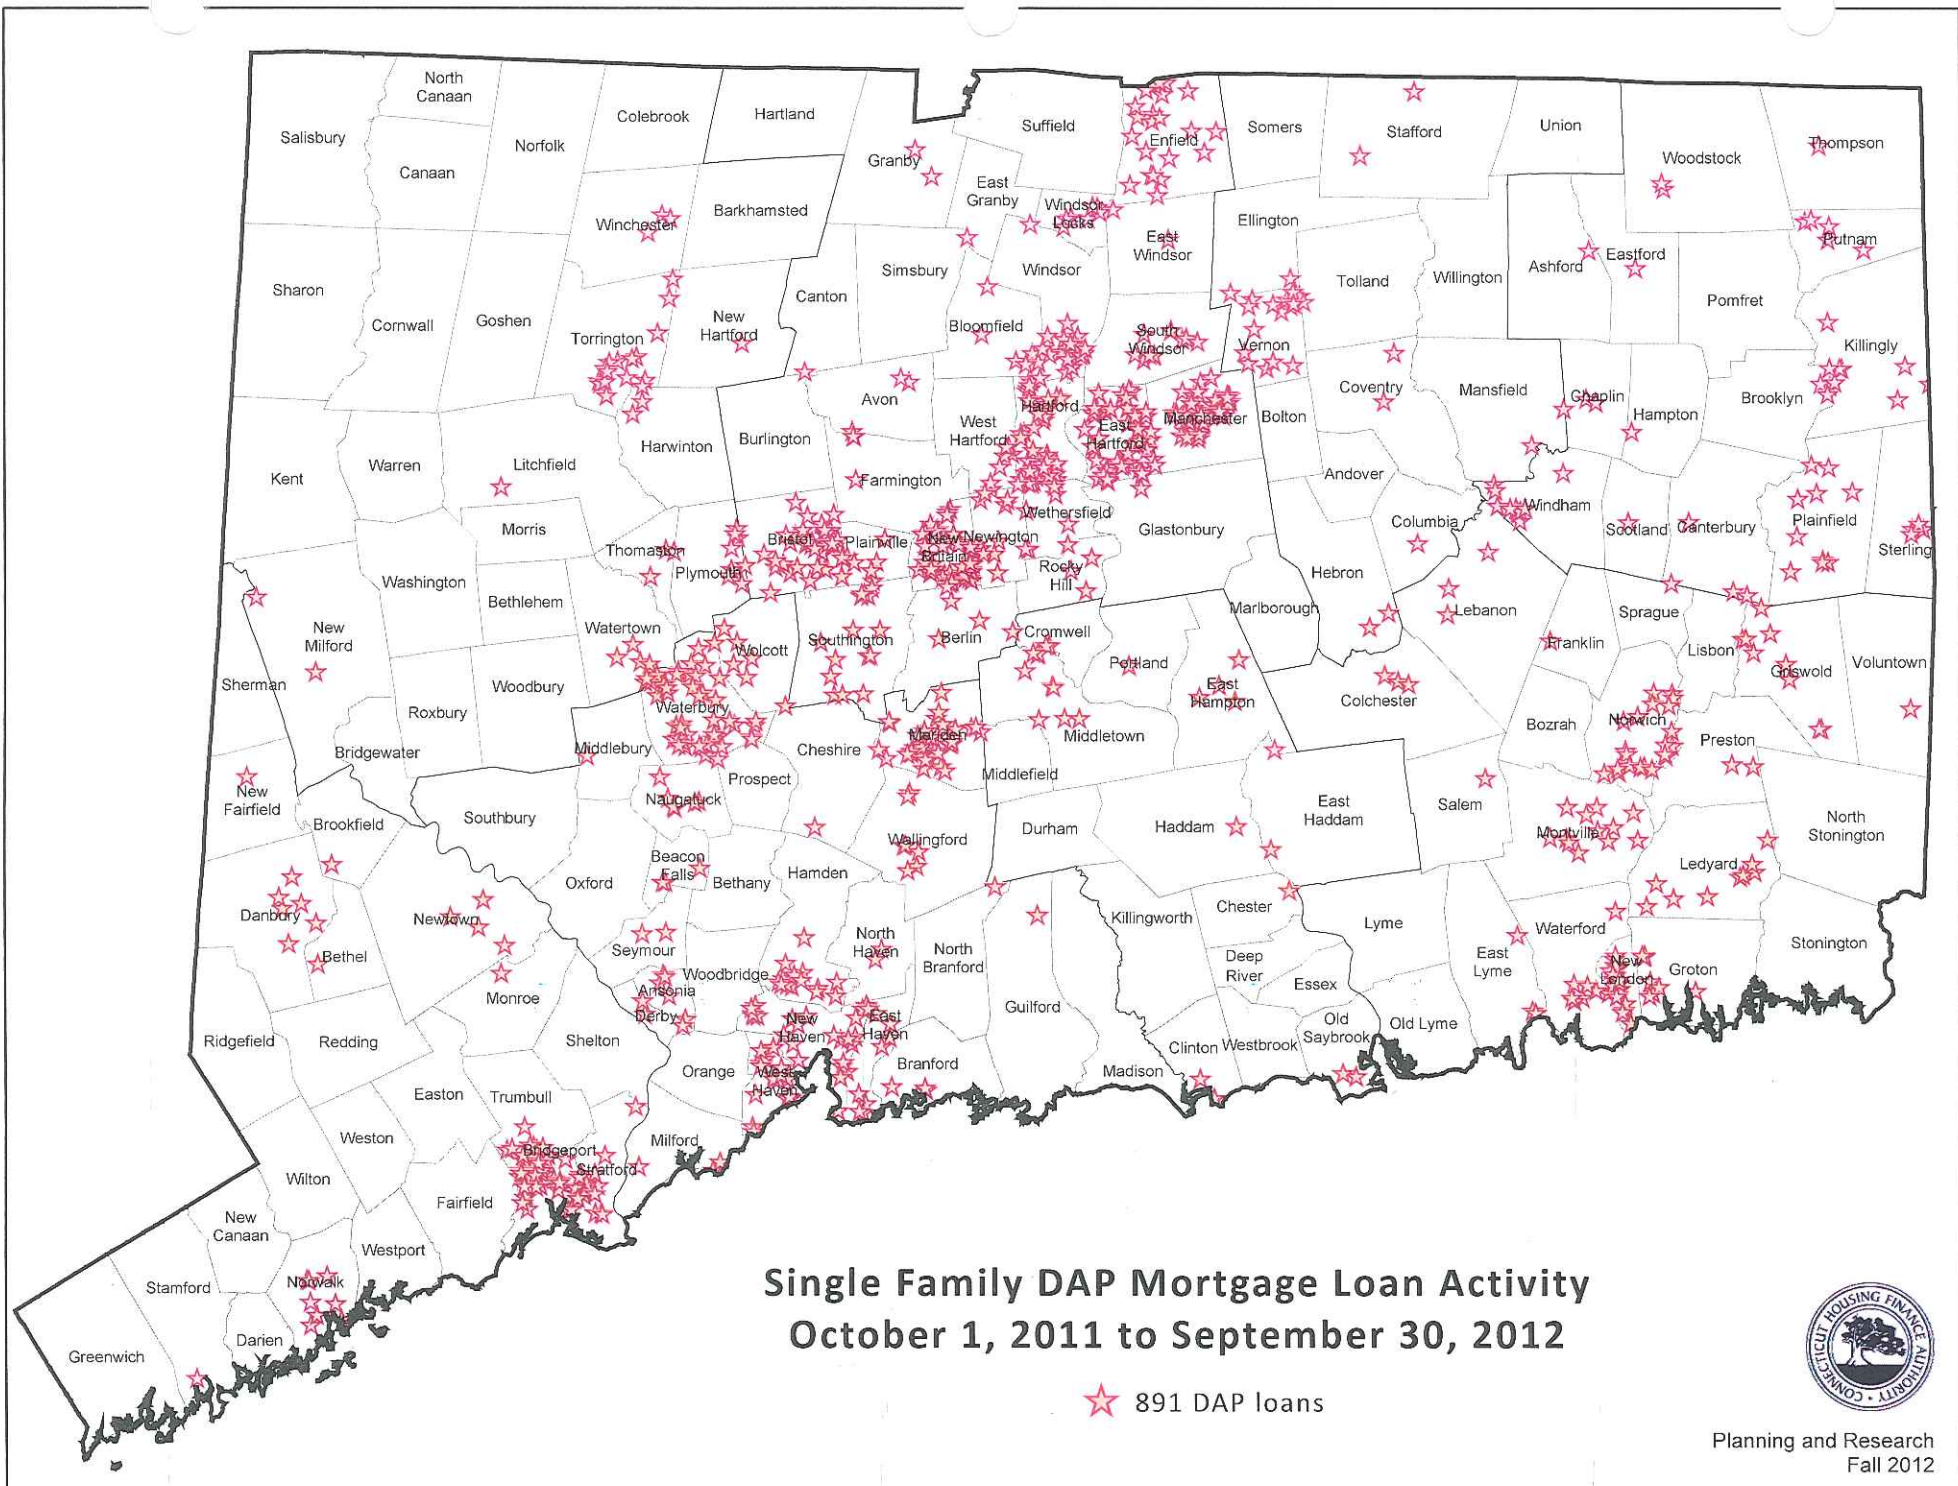 North
Canaan
Colebrook
Hartland
Suffield
Enfield
Somers
Stafford
Union
Woodstock
Thompson
Salisbury
Canaan
Norfolk
Granby
East
Granby
Windsor
Locks
Winchester
Barkhamsted
Ellington
East
Windsor
Ashford
Eastford
Putnam
Sharon
Cornwall
Goshen
Torrington
New
Hartford
Canton
Simsbury
Windsor
Bloomfield
South
Windsor
Vernon
Tolland
Willington
Pomfret
Killingly
Avon
West
Hartford
Hartford
East
Hartford
Manchester
Bolton
Coventry
Mansfield
Chaplin
Hampton
Brooklyn
Kent
Warren
Litchfield
Harwinton
Burlington
Farmington
Andover
Windham
Morris
Wethersfield
Glastonbury
Columbia
Scotland
Canterbury
Plainfield
Sterling
Thomaston
Plymouth
Bristol
Plainville
New
Britain
Newington
Rocky
Hill
Hebron
Washington
Bethlehem
Marlborough
Lebanon
Sprague
New
Milford
Watertown
Wolcott
Southington
Berlin
Cromwell
Portland
Franklin
Lisbon
Griswold
Voluntown
Sherman
Roxbury
Woodbury
Waterbury
East
Hampton
Colchester
Bozrah
Norwich
Preston
Bridgewater
Middlebury
Cheshire
Meriden
Middletown
Middlefield
Prospect
New
Fairfield
Brookfield
Southbury
Naugatuck
Wallingford
Durham
Haddam
East
Haddam
Salem
Montville
North
Stonington
Ledyard
Oxford
Beacon
Falls
Bethany
Hamden
Danbury
Newtown
Bethel
Seymour
Woodbridge
North
Haven
North
Branford
Killingworth
Chester
Lyme
Waterford
Stonington
Deep
River
Essex
East
Lyme
New
London
Groton
Monroe
Ansonia
Derby
Guilford
Ridgefield
Redding
Shelton
New
Haven
East
Haven
Old
Saybrook
Old Lyme
Clinton
Westbrook
Orange
West
Haven
Branford
Madison
Easton
Trumbull
Weston
Milford
Bridgeport
Stratford
Wilton
Fairfield
New
Canaan
Westport
Stamford
Norwalk
Darien
Greenwich
Single Family DAP Mortgage Loan Activity
October 1, 2011 to September 30, 2012
891 DAP loans
CONNECTICUT HOUSING FINANCE AUTHORITY
Planning and Research
Fall 2012